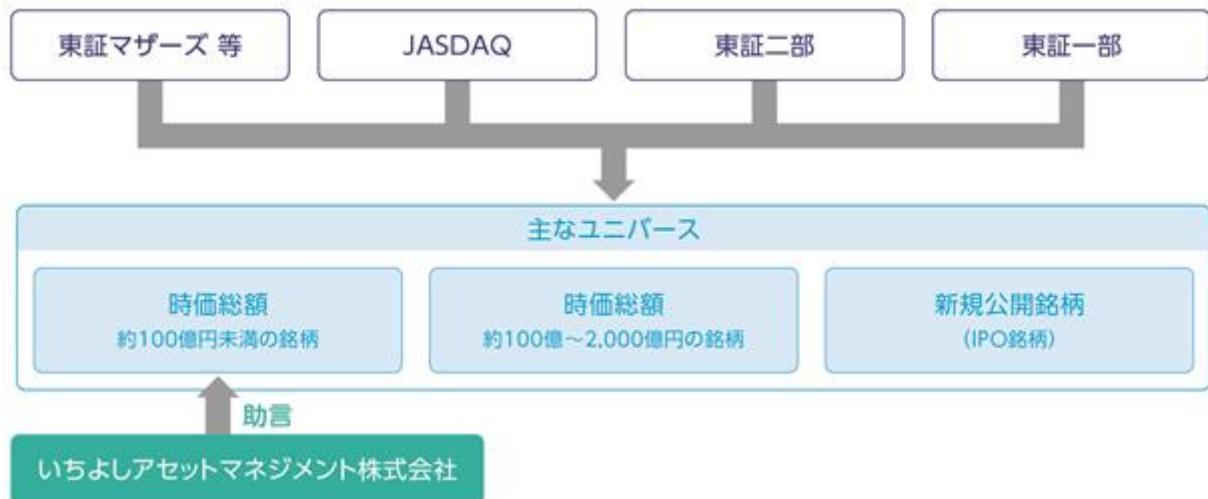 東証マザーズ 等
JASDAQ
東証二部
東証一部
主なユニバース
時価総額
約100億円未満の銘柄
時価総額
約100億～2,000億円の銘柄
新規公開銘柄
(IPO銘柄)
助言
いちよしアセットマネジメント株式会社